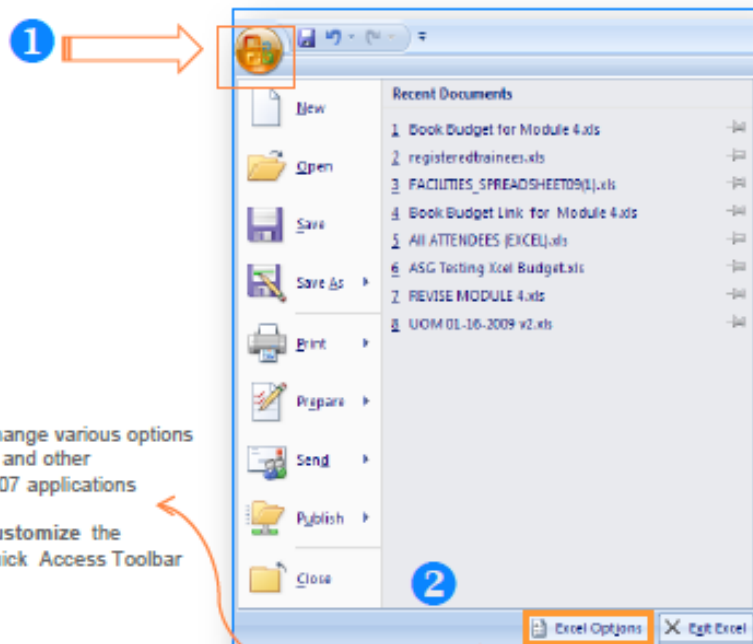 1
Recent Documents
New
1 Book Budget for Module 4.xls
2 registeredtrainees.xls
Open
3 FACILITIES_SPREADSHEET09(1).xls
4 Book Budget Link for Module 4.xls
Save
5 All ATTENDEES (EXCEL).xls
6 ASG Testing Xcel Budget.xls
Save As
7 REVISE MODULE 4.xls
8 UOM 01-16-2009 v2.xls
Print
Prepare
hange various options
and other
07 applications
Send
Publish
ustomize the
uick Access Toolbar
Close
2
Excel Options
Exit Excel